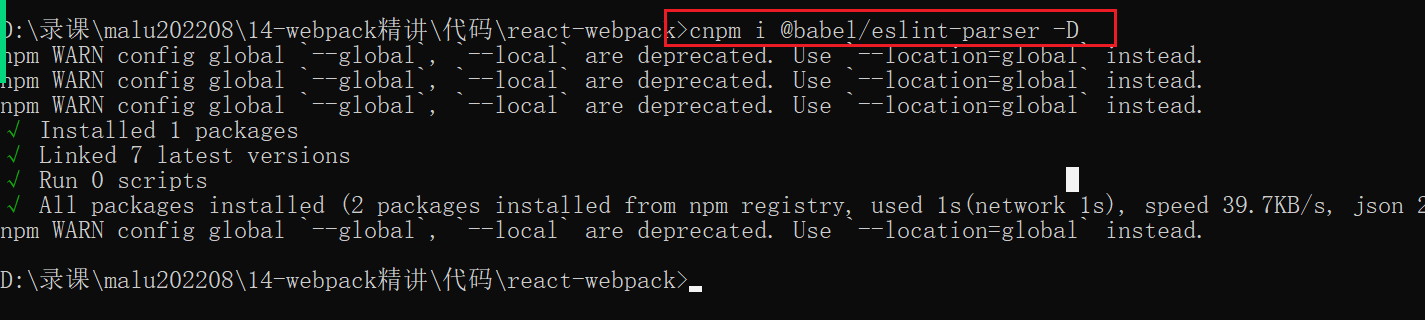 D:\录课\malu202208\14-webpack精讲\代码\react-webpack>cnpm i @babel/eslint-parser -D
npm WARN config global `--global`, `--local` are deprecated. Use `--location=global` instead.
npm WARN config global `--global`, `--local` are deprecated. Use `--location=global` instead.
npm WARN config global `--global`, `--local` are deprecated. Use `--location=global` instead.
√ Installed 1 packages
√ Linked 7 latest versions
√ Run 0 scripts
√ All packages installed (2 packages installed from npm registry, used 1s(network 1s), speed 39.7KB/s, json 2
npm WARN config global `--global`, `--local` are deprecated. Use `--location=global` instead.
D:\录课\malu202208\14-webpack精讲\代码\react-webpack>